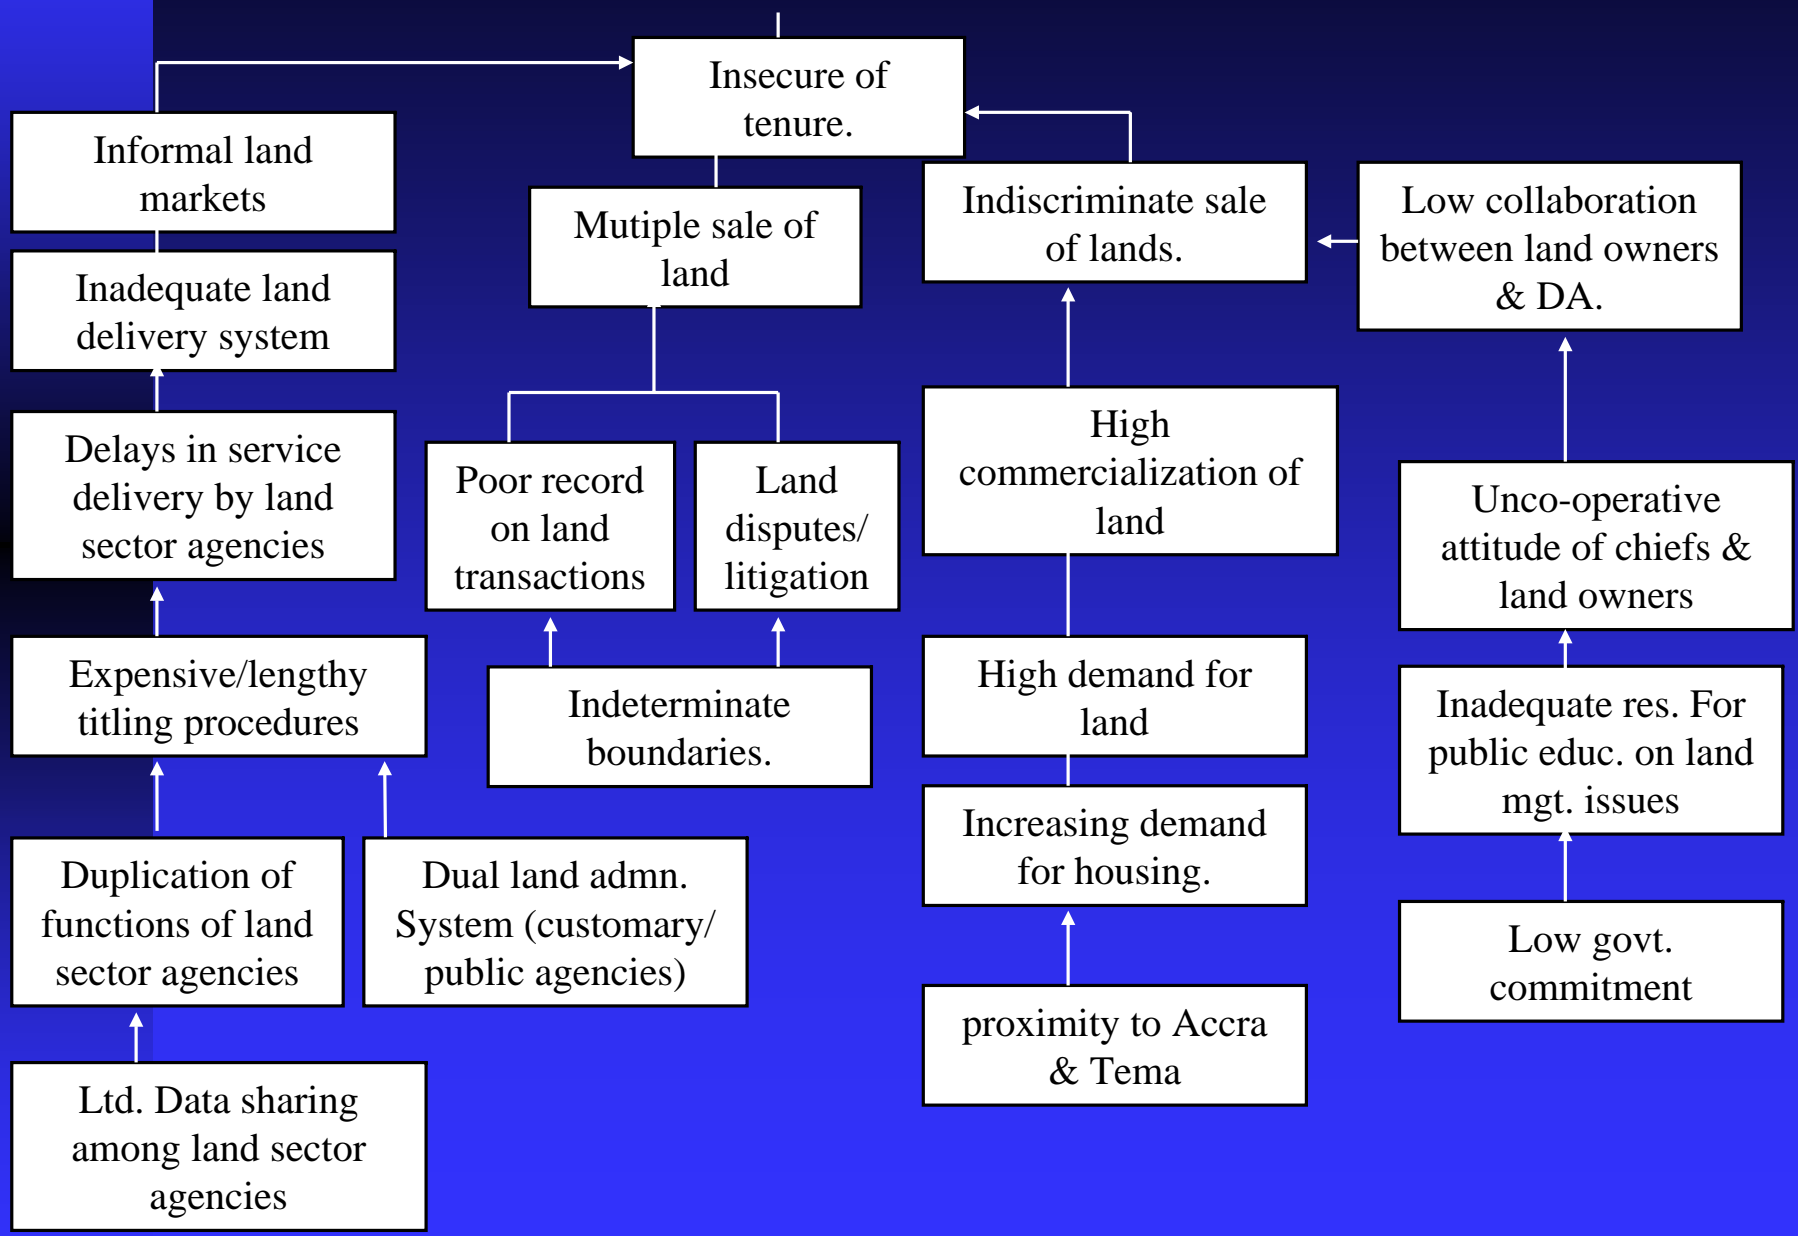 Insecure of
tenure.
Informal land
markets
Mutiple sale of
land
Indiscriminate sale
of lands.
Low collaboration
between land owners
& DA.
Inadequate land
delivery system
Delays in service
delivery by land
sector agencies
Poor record
on land
transactions
Land
disputes/
litigation
High
commercialization of
land
Unco-operative
attitude of chiefs &
land owners
Expensive/lengthy
titling procedures
Indeterminate
boundaries.
High demand for
land
Inadequate res. For
public educ. on land
mgt. issues
Increasing demand
for housing.
Duplication of
functions of land
sector agencies
Dual land admn.
System (customary/
public agencies)
Low govt.
commitment
proximity to Accra
& Tema
Ltd. Data sharing
among land sector
agencies